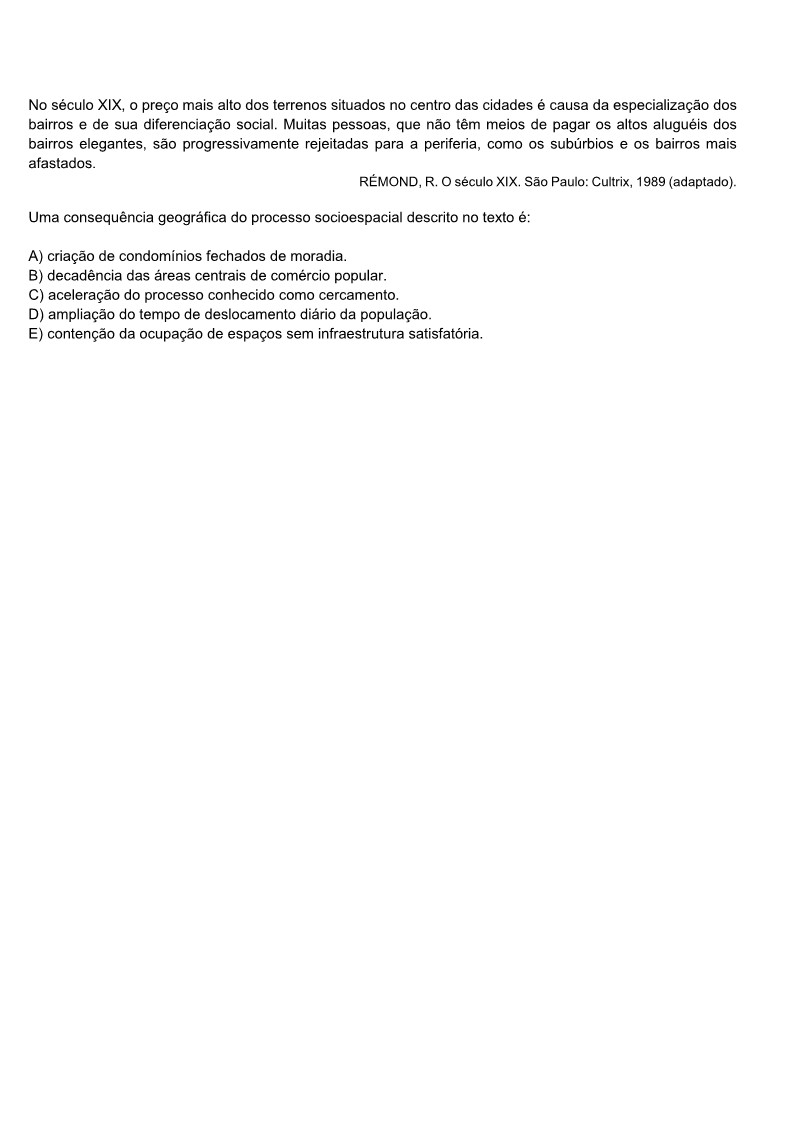 No século XIX, o preço mais alto dos terrenos situados no centro das cidades é causa da especialização dos
bairros e de sua diferenciação social. Muitas pessoas, que não têm meios de pagar os altos aluguéis dos
bairros elegantes, são progressivamente rejeitadas para a periferia, como os subúrbios e os bairros mais
afastados.
RÉMOND, R. O século XIX. São Paulo: Cultrix, 1989 (adaptado).
Uma consequência geográfica do processo socioespacial descrito no texto é:
A) criação de condomínios fechados de moradia.
B) decadência das áreas centrais de comércio popular.
C) aceleração do processo conhecido como cercamento.
D) ampliação do tempo de deslocamento diário da população.
E) contenção da ocupação de espaços sem infraestrutura satisfatória.